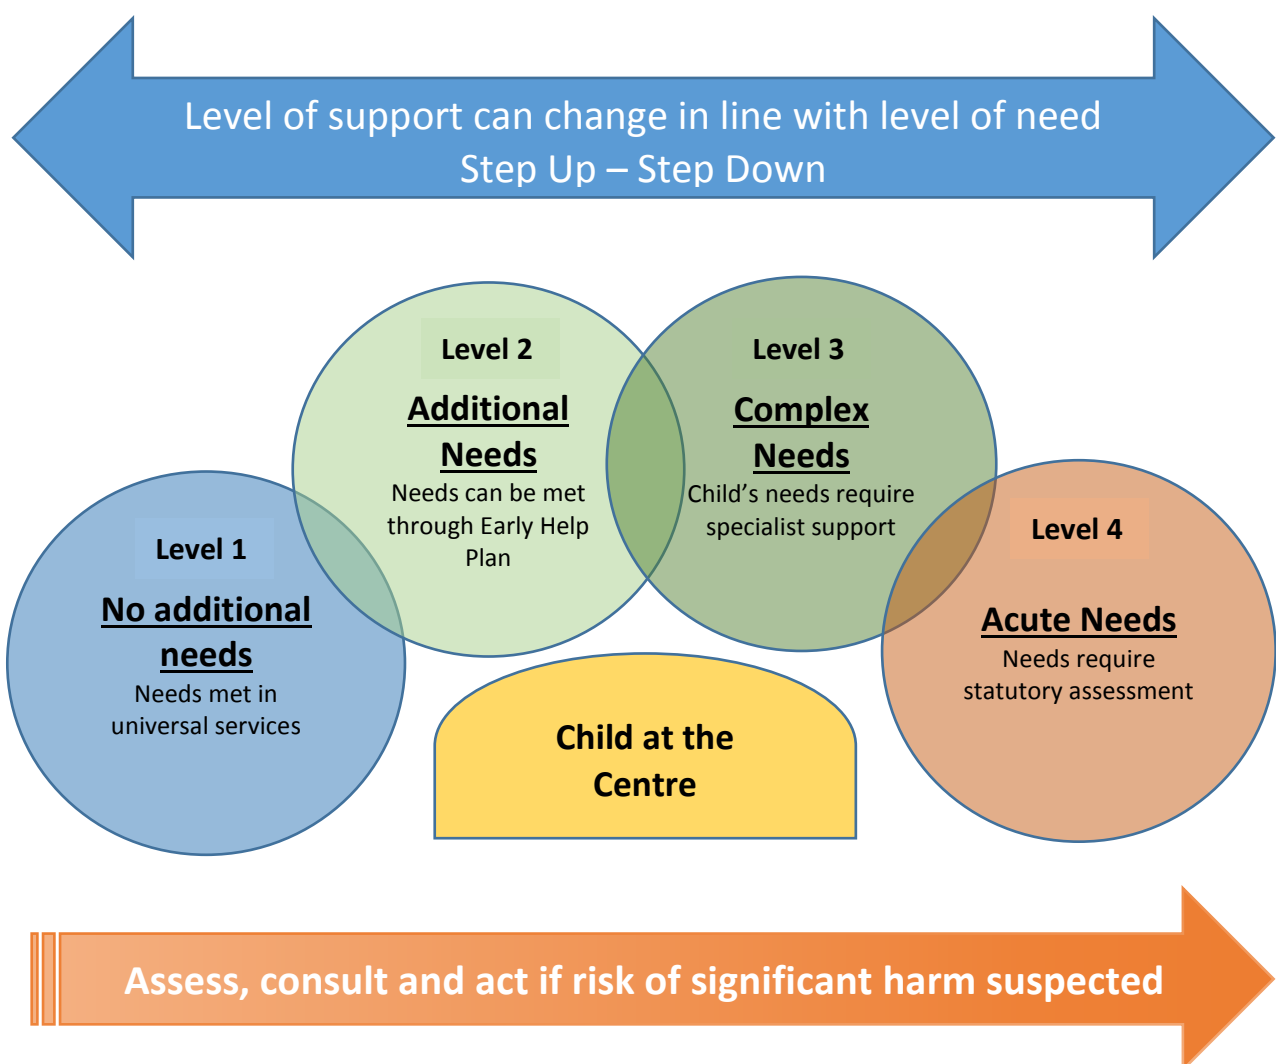 Level of support can change in line with level of need
Step Up – Step Down
Level 1
No additional
needs
Needs met in
universal services
Level 2
Additional
Needs
Needs can be met
through Early Help
Plan
Level 3
Complex
Needs
Child’s needs require
specialist support
Level 4
Acute Needs
Needs require
statutory assessment
Child at the
Centre
Assess, consult and act if risk of significant harm suspected